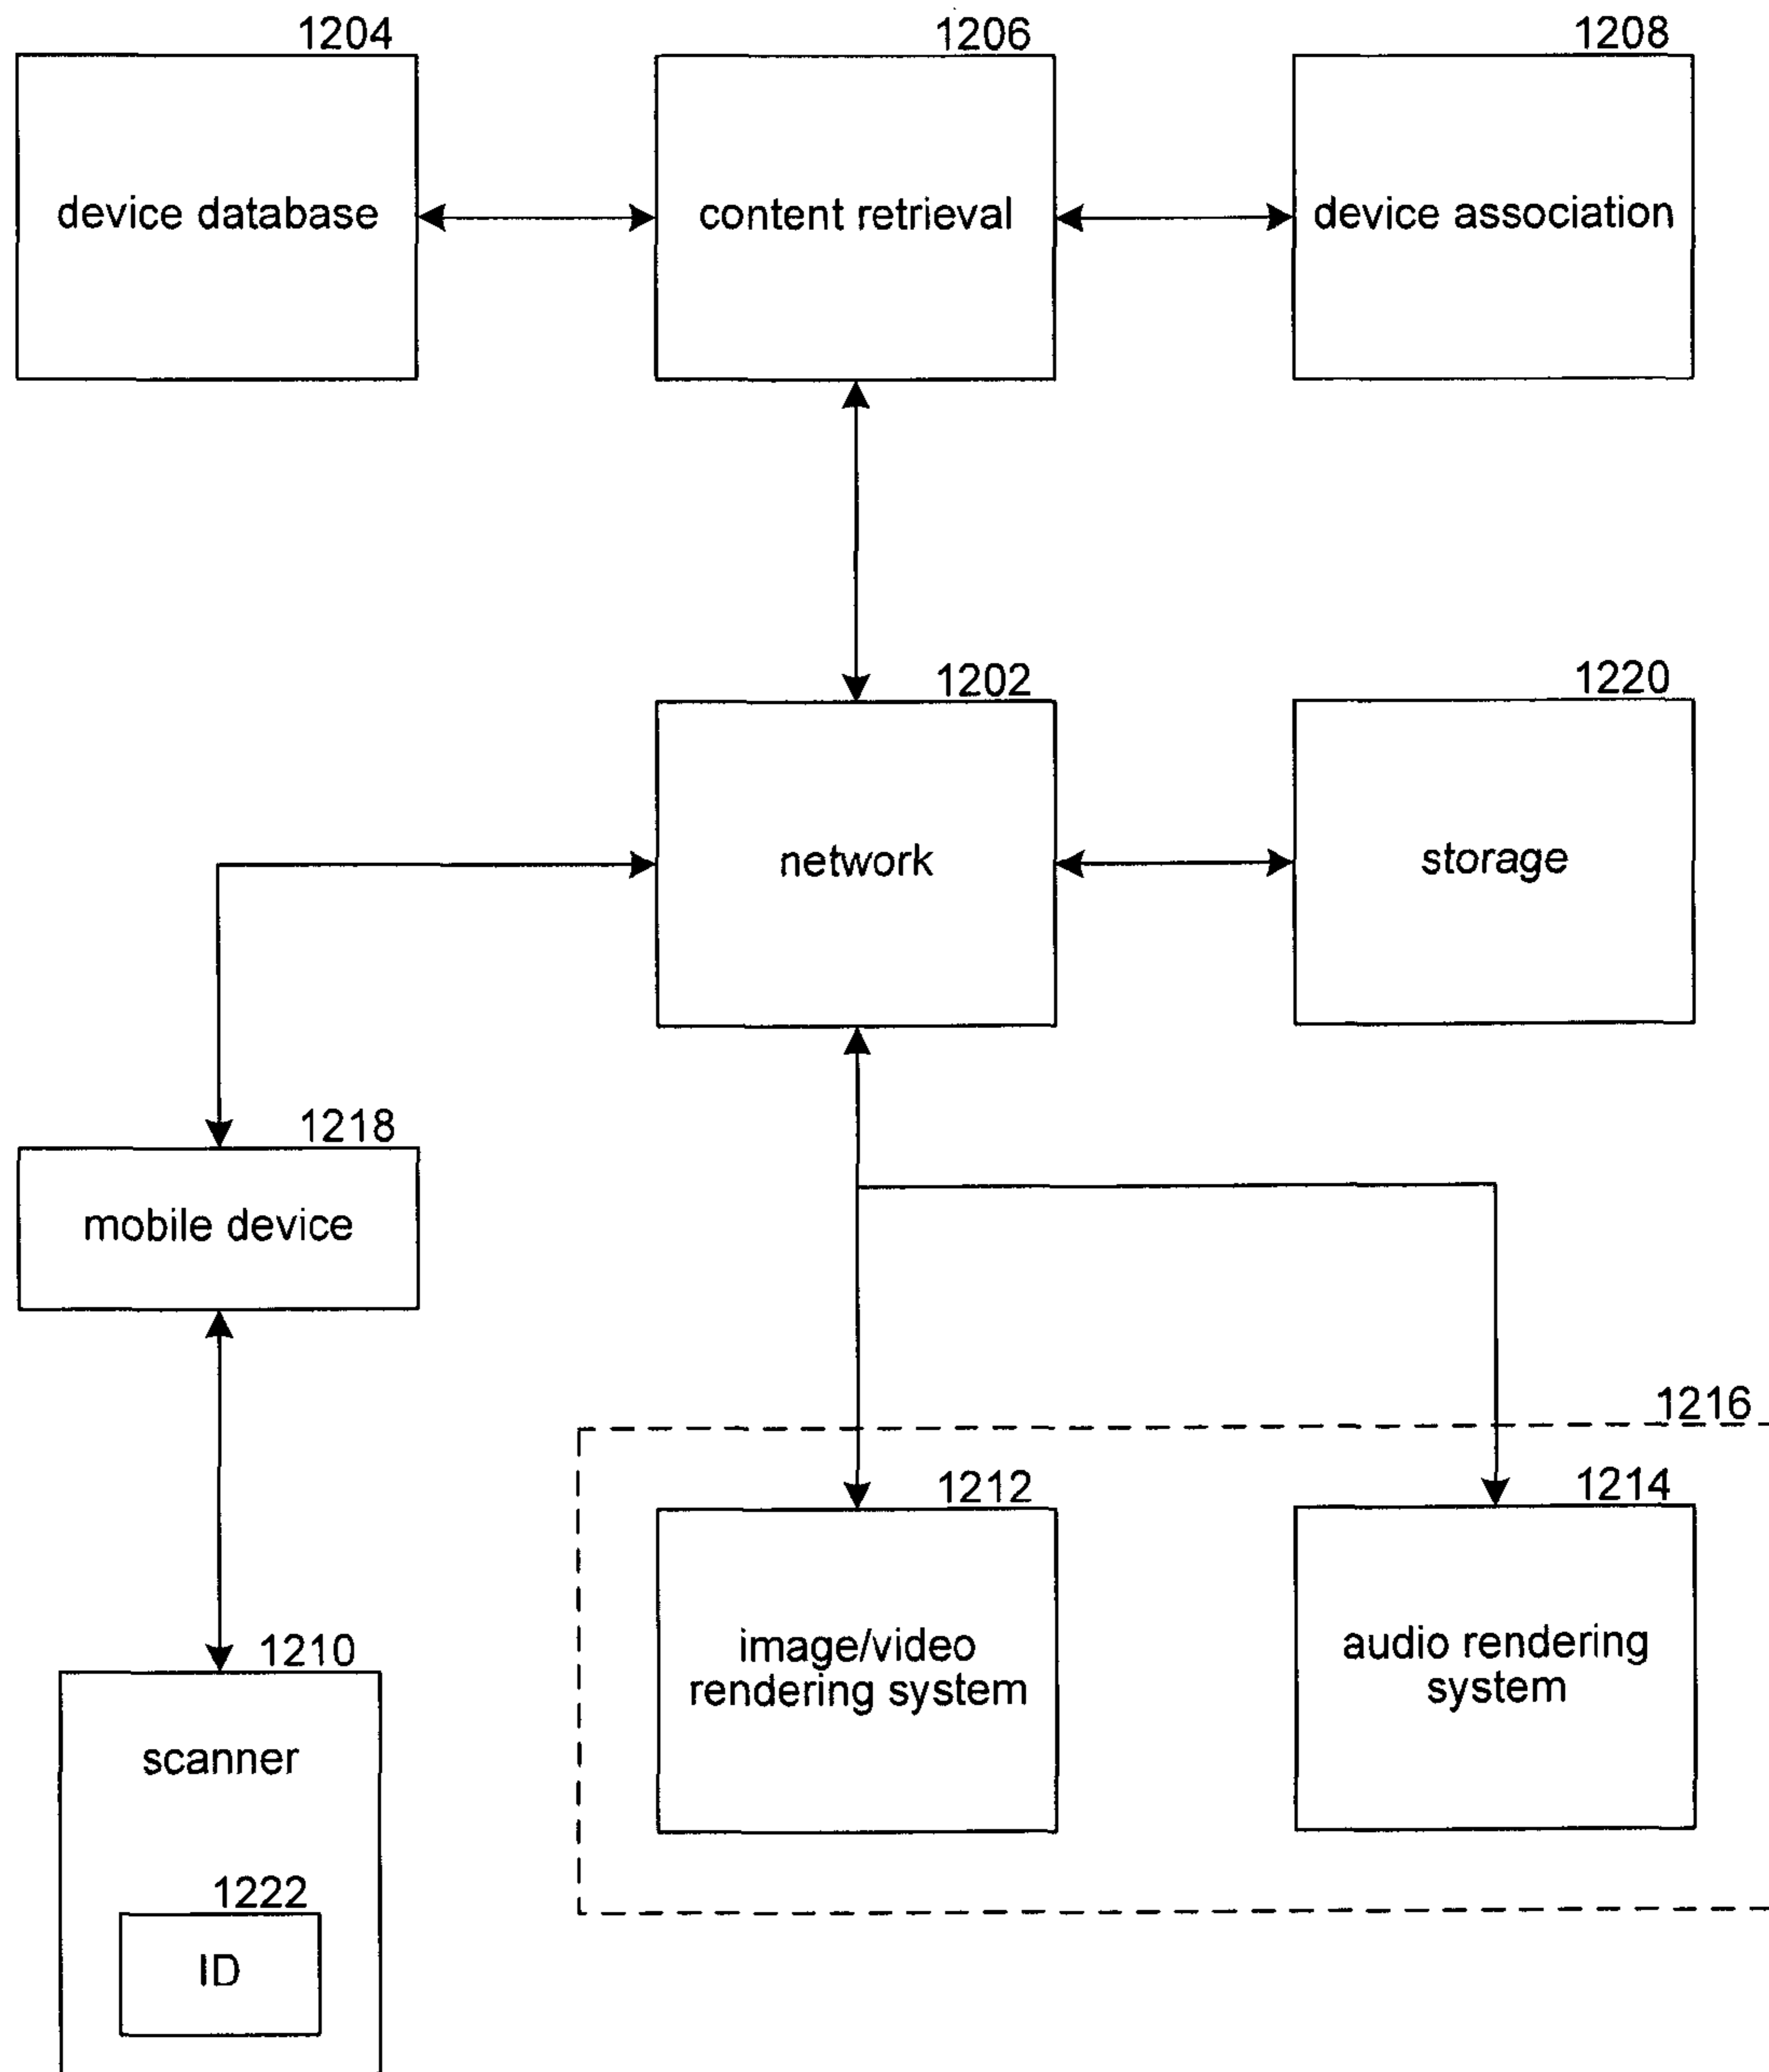 1204
device database
1206
content retrieval
1208
device association
1202
network
1220
storage
1218
mobile device
1216
1212
image/video
rendering system
1214
audio rendering
system
1210
scanner
1222
ID